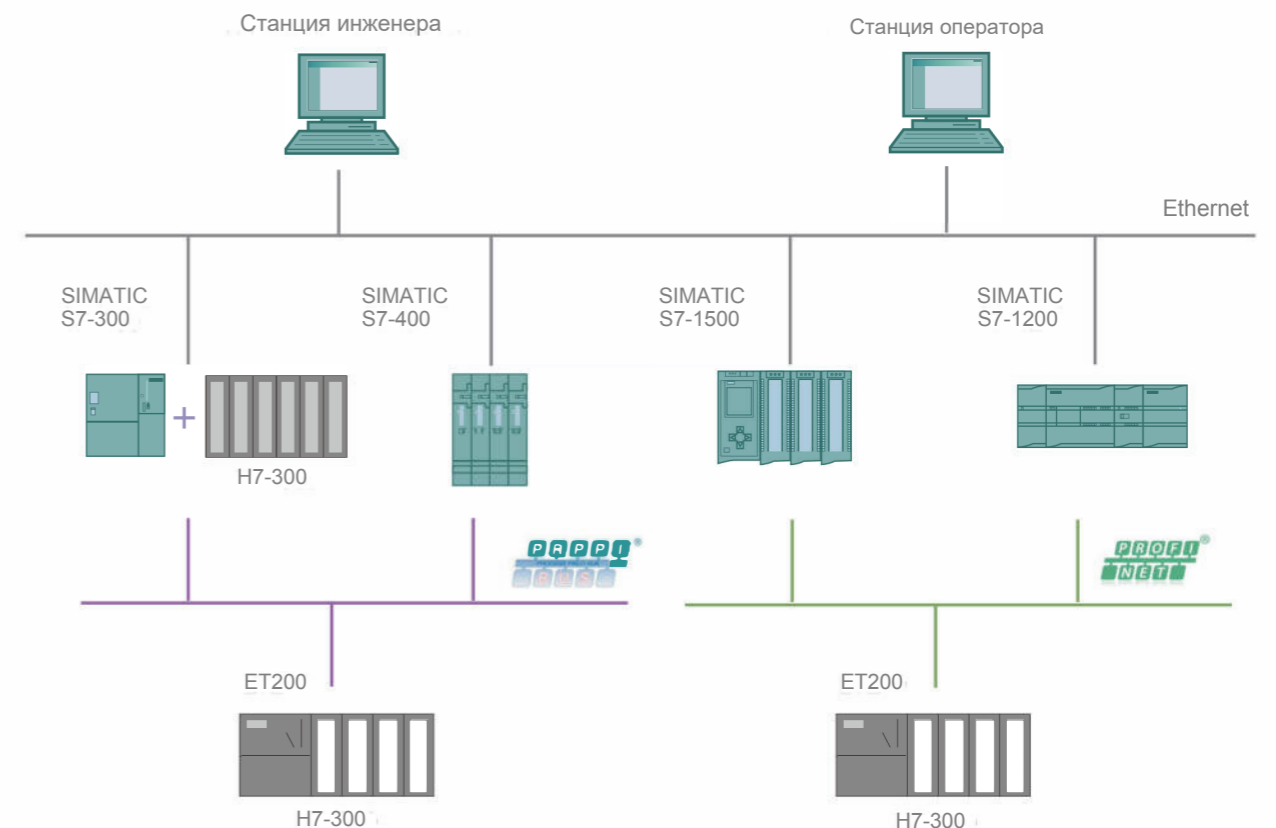 Станция инженера
Станция оператора
Ethernet
SIMATIC
S7-300
SIMATIC
S7-400
SIMATIC
S7-1500
SIMATIC
S7-1200
H7-300
PROFI
NET
ET200
ET200
H7-300
H7-300